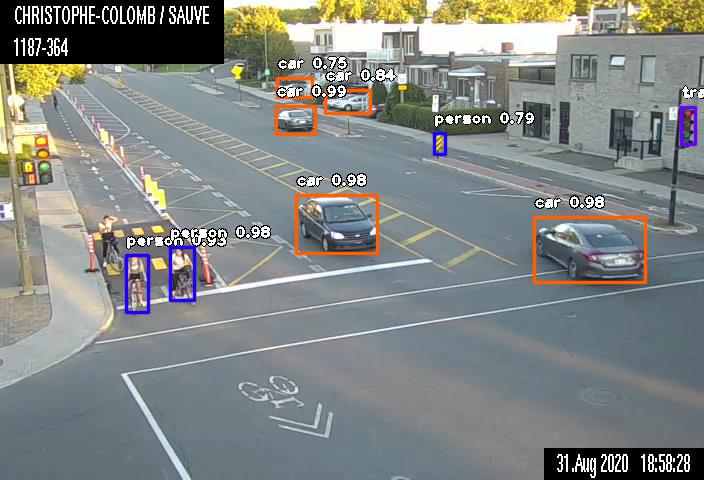 CHRISTOPHE-COLOMB / SAUVE
1187-364
car 0.75
car 0.84
car 0.99
person 0.79
tra
car 0.98
car 0.98
person 0.98
person 0.93
31.Aug 2020 18:58:28